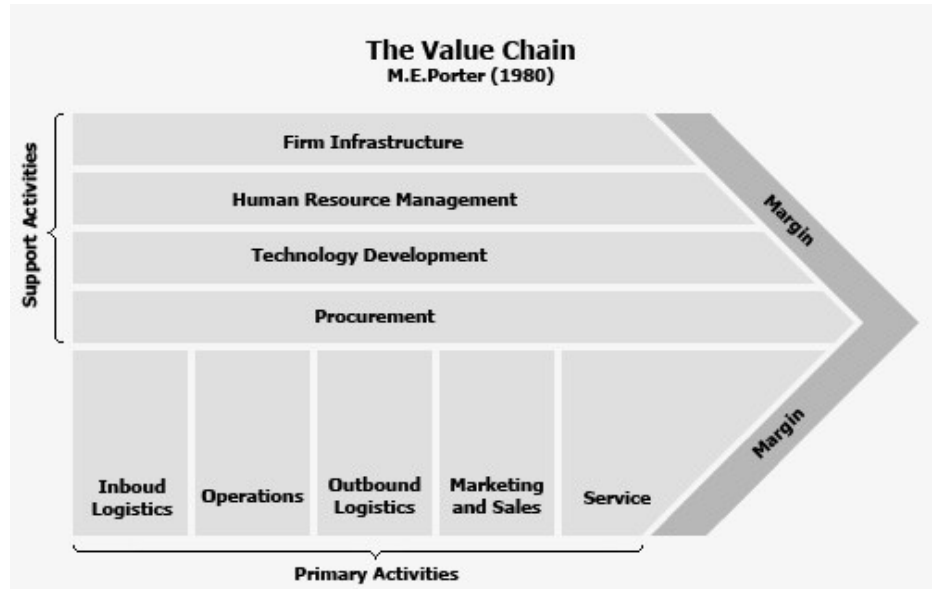 The Value Chain
M.E.Porter (1980)
Support Activities
Firm Infrastructure
Human Resource Management
Technology Development
Procurement
Margin
Margin
Inboud
Logistics
Operations
Outbound
Logistics
Marketing
and Sales
Service
Primary Activities